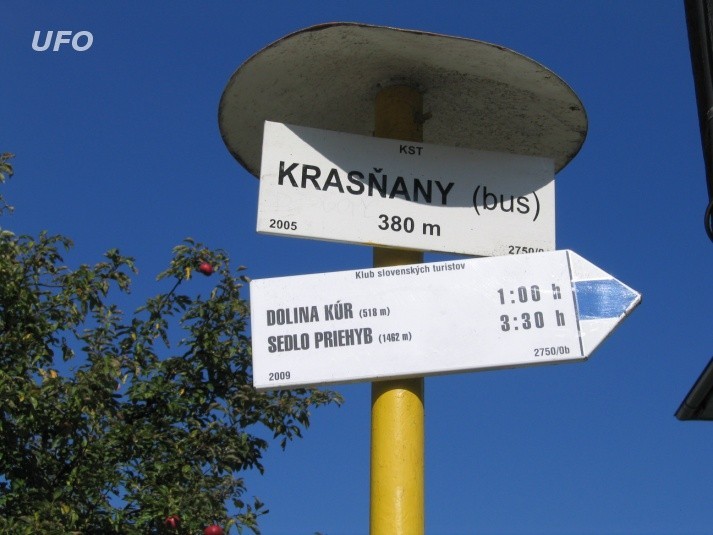 UFO
KST
KRASŇANY (bus)
380 m
2005
Klub slovenských turistov
DOLINA KÚR (518 m) 1:00 h
SEDLO PRIEHYB (1462 m) 3:30 h
2009 2750/0b